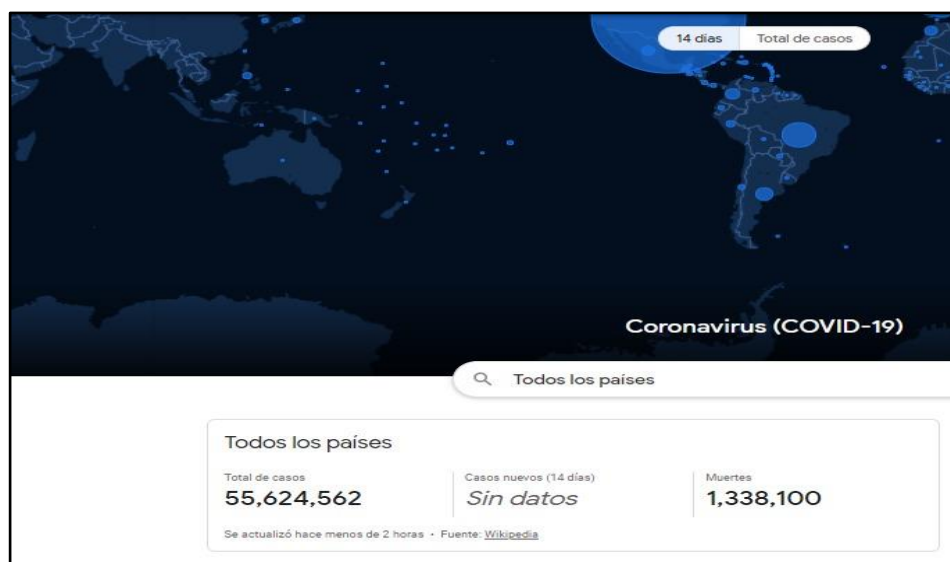 14 días Total de casos
Coronavirus (COVID-19)
Todos los países
Todos los países
Total de casos Casos nuevos (14 días) Muertes
55,624,562 Sin datos 1,338,100
Se actualizó hace menos de 2 horas • Fuente: Wikipedia